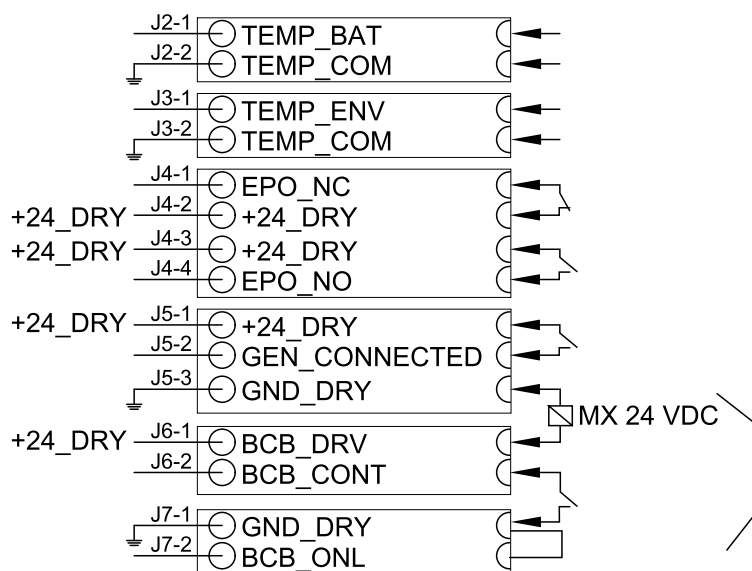 J2-1 TEMP_BAT
J2-2 TEMP_COM
J3-1 TEMP_ENV
J3-2 TEMP_COM
J4-1 EPO_NC
+24_DRY J4-2 +24_DRY
+24_DRY J4-3 +24_DRY
J4-4 EPO_NO
+24_DRY J5-1 +24_DRY
J5-2 GEN_CONNECTED
J5-3 GND_DRY
MX 24 VDC
+24_DRY J6-1 BCB_DRV
J6-2 BCB_CONT
J7-1 GND_DRY
J7-2 BCB_ONL